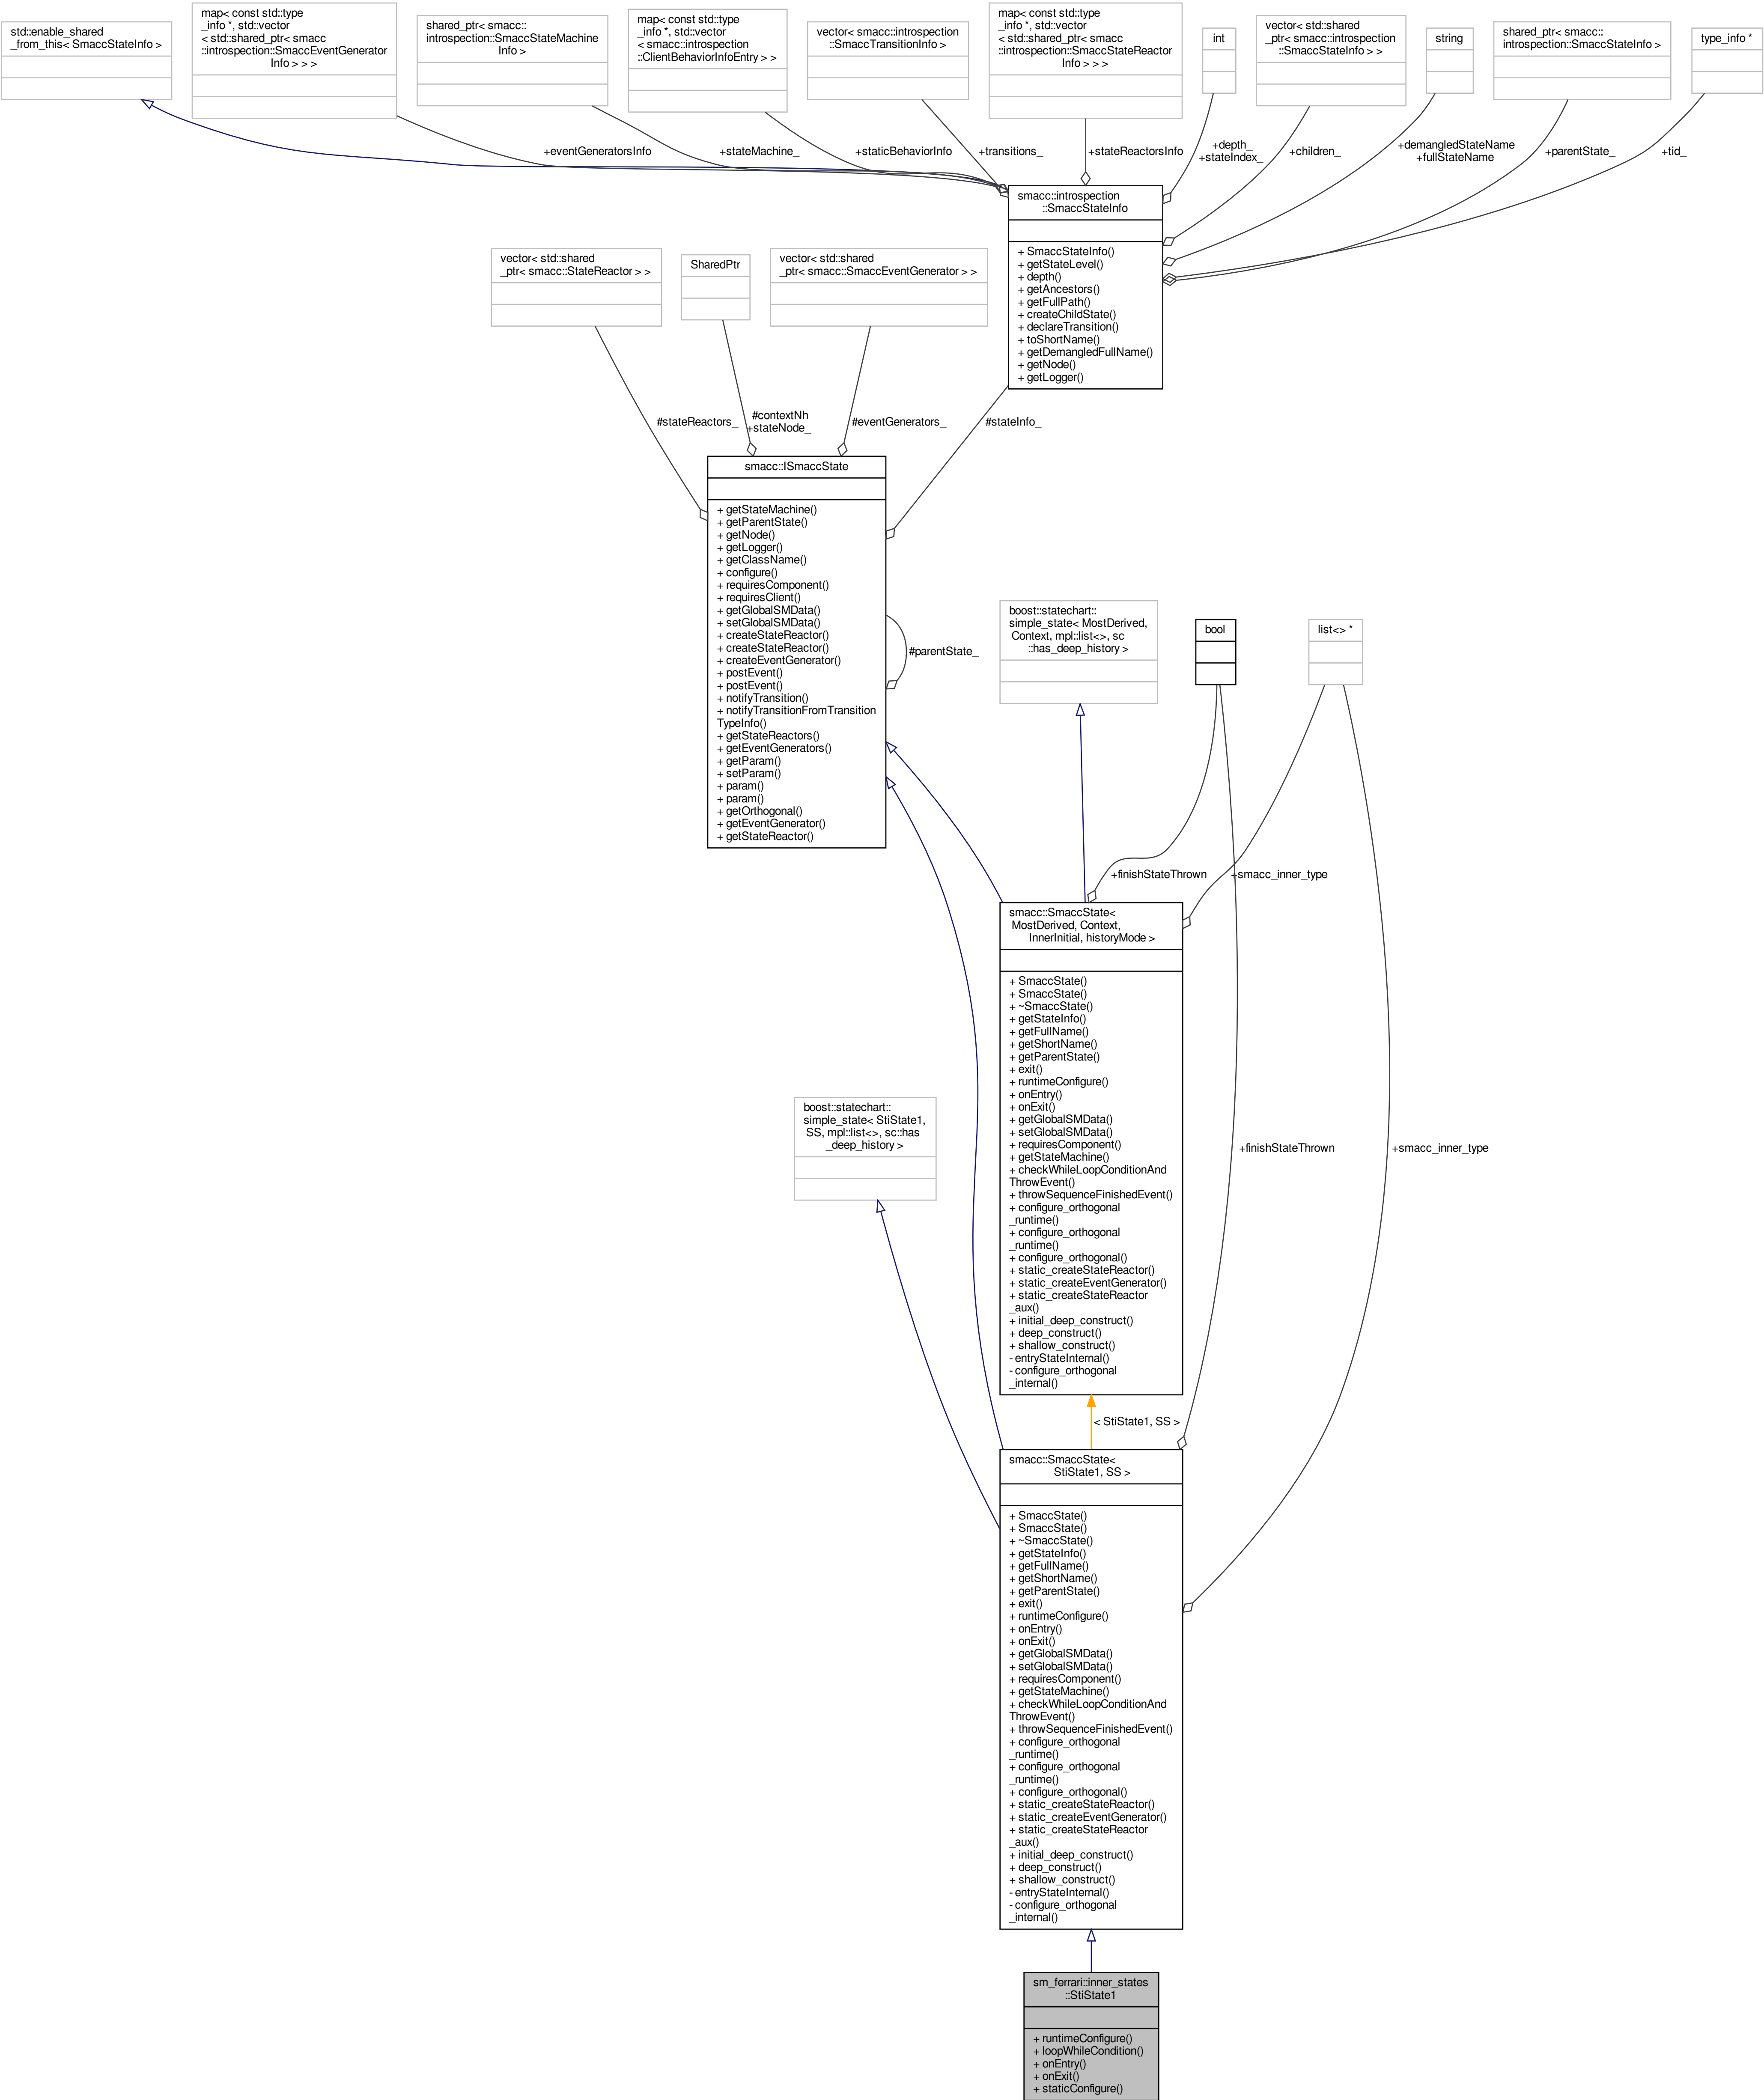 std::enable_shared
_from_this< SmaccStateInfo >
map< const std::type
_info *, std::vector
< std::shared_ptr< smacc
::introspection::SmaccEventGenerator
Info > > >
shared_ptr< smacc::
introspection::SmaccStateMachine
Info >
map< const std::type
_info *, std::vector
< smacc::introspection
::ClientBehaviorInfoEntry > >
vector< smacc::introspection
::SmaccTransitionInfo >
map< const std::type
_info *, std::vector
< std::shared_ptr< smacc
::introspection::SmaccStateReactor
Info > > >
int
vector< std::shared
_ptr< smacc::introspection
::SmaccStateInfo > >
string
shared_ptr< smacc::
introspection::SmaccStateInfo >
type_info *
+eventGeneratorsInfo
+stateMachine_
+staticBehaviorInfo
+transitions_
+stateReactorsInfo
+depth_
+stateIndex_
+children_
+demangledStateName
+fullStateName
+parentState_
+tid_
smacc::introspection
::SmaccStateInfo
+ SmaccStateInfo()
+ getStateLevel()
+ depth()
+ getAncestors()
+ getFullPath()
+ createChildState()
+ declareTransition()
+ toShortName()
+ getDemangledFullName()
+ getNode()
+ getLogger()
vector< std::shared
_ptr< smacc::StateReactor > >
SharedPtr
vector< std::shared
_ptr< smacc::SmaccEventGenerator > >
#stateReactors_
#contextNh
+stateNode_
#eventGenerators_
#stateInfo_
smacc::ISmaccState
+ getStateMachine()
+ getParentState()
+ getNode()
+ getLogger()
+ getClassName()
+ configure()
+ requiresComponent()
+ requiresClient()
+ getGlobalSMData()
+ setGlobalSMData()
+ createStateReactor()
+ createStateReactor()
+ createEventGenerator()
+ postEvent()
+ postEvent()
+ notifyTransition()
+ notifyTransitionFromTransition
TypeInfo()
+ getStateReactors()
+ getEventGenerators()
+ getParam()
+ setParam()
+ param()
+ param()
+ getOrthogonal()
+ getEventGenerator()
+ getStateReactor()
#parentState_
boost::statechart::
simple_state< MostDerived,
Context, mpl::list<>, sc
::has_deep_history >
bool
list<> *
+finishStateThrown
+smacc_inner_type
smacc::SmaccState<
MostDerived, Context,
InnerInitial, historyMode >
+ SmaccState()
+ SmaccState()
+ ~SmaccState()
+ getStateInfo()
+ getFullName()
+ getShortName()
+ getParentState()
+ exit()
+ runtimeConfigure()
+ onEntry()
+ onExit()
+ getGlobalSMData()
+ setGlobalSMData()
+ requiresComponent()
+ getStateMachine()
+ checkWhileLoopConditionAnd
ThrowEvent()
+ throwSequenceFinishedEvent()
+ configure_orthogonal
_runtime()
+ configure_orthogonal
_runtime()
+ configure_orthogonal()
+ static_createStateReactor()
+ static_createEventGenerator()
+ static_createStateReactor
_aux()
+ initial_deep_construct()
+ deep_construct()
+ shallow_construct()
- entryStateInternal()
- configure_orthogonal
_internal()
boost::statechart::
simple_state< StiState1,
SS, mpl::list<>, sc::has
_deep_history >
+finishStateThrown
+smacc_inner_type
< StiState1, SS >
smacc::SmaccState<
StiState1, SS >
+ SmaccState()
+ SmaccState()
+ ~SmaccState()
+ getStateInfo()
+ getFullName()
+ getShortName()
+ getParentState()
+ exit()
+ runtimeConfigure()
+ onEntry()
+ onExit()
+ getGlobalSMData()
+ setGlobalSMData()
+ requiresComponent()
+ getStateMachine()
+ checkWhileLoopConditionAnd
ThrowEvent()
+ throwSequenceFinishedEvent()
+ configure_orthogonal
_runtime()
+ configure_orthogonal
_runtime()
+ configure_orthogonal()
+ static_createStateReactor()
+ static_createEventGenerator()
+ static_createStateReactor
_aux()
+ initial_deep_construct()
+ deep_construct()
+ shallow_construct()
- entryStateInternal()
- configure_orthogonal
_internal()
sm_ferrari::inner_states
::StiState1
+ runtimeConfigure()
+ loopWhileCondition()
+ onEntry()
+ onExit()
+ staticConfigure()